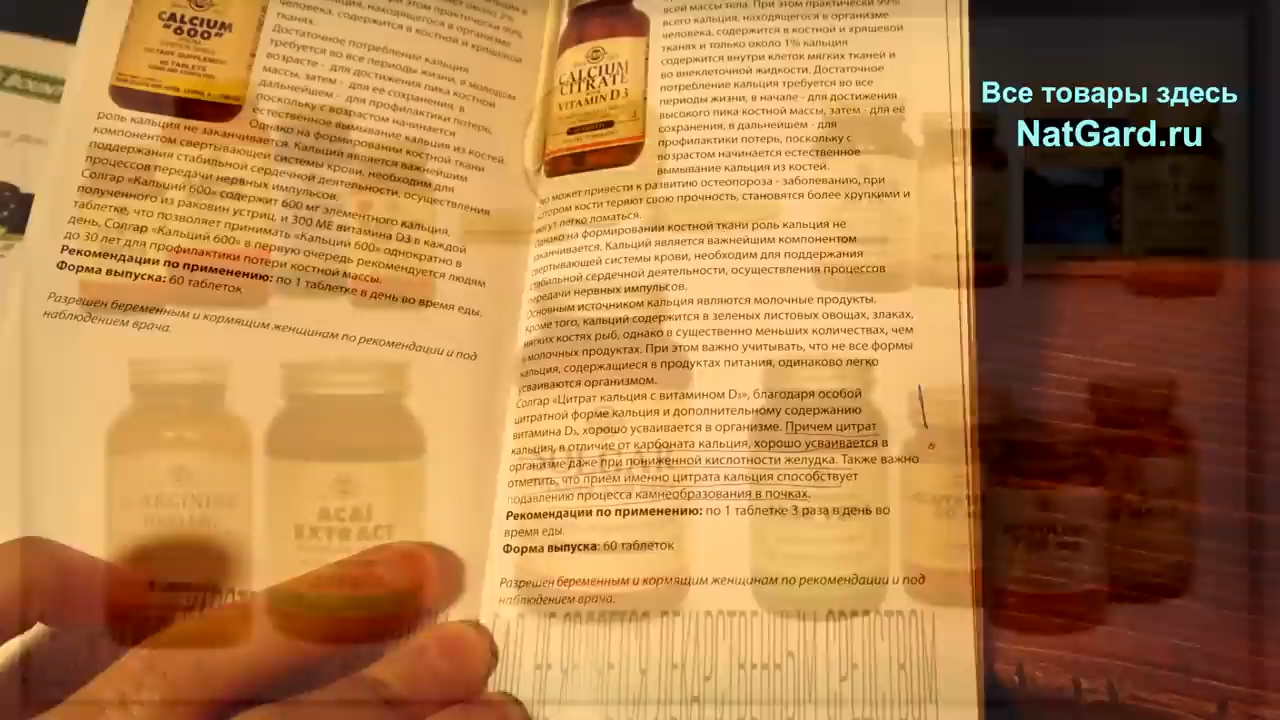 CALCIUM
"600"
60 TABLETS
человека, содержится в костной и хрящевой
тканях.
Достаточное потребление кальция
требуется во все периоды жизни, в молодом
возрасте - для достижения пика костной
массы, затем - для её сохранения, в
дальнейшем - для профилактики потерь,
поскольку с возрастом начинается
естественное вымывание кальция из костей.
Однако на формировании костной ткани
роль кальция не заканчивается. Кальций является важнейшим
компонентом свертывающей системы крови, необходим для
поддержания стабильной сердечной деятельности, осуществления
процессов передачи нервных импульсов.
Солгар «Кальций 600» содержит 600 мг элементного кальция,
полученного из раковин устриц, и 300 МЕ витамина D3 в каждой
таблетке, что позволяет принимать «Кальций 600» однократно в
день. Солгар «Кальций 600» в первую очередь рекомендуется людям
до 30 лет для профилактики потери костной массы.
Рекомендации по применению: по 1 таблетке в день во время еды.
Форма выпуска: 60 таблеток
Разрешен беременным и кормящим женщинам по рекомендации и под
наблюдением врача.
ACAI
EXTRACT
SOLGAR
CALCIUM
CITRATE
WITH
VITAMIN D3
всей массы тела. При этом практически 99%
всего кальция, находящегося в организме
человека, содержится в костной и хрящевой
тканях и только около 1% кальция
содержится внутри клеток мягких тканей и
во внеклеточной жидкости. Достаточное
потребление кальция требуется во все
периоды жизни, в начале - для достижения
высокого пика костной массы, затем - для её
сохранения, в дальнейшем - для
профилактики потерь, поскольку с
возрастом начинается естественное
вымывание кальция из костей.
может привести к развитию остеопороза - заболеванию, при
котором кости теряют свою прочность, становятся более хрупкими и
могут легко ломаться.
Однако на формировании костной ткани роль кальция не
заканчивается. Кальций является важнейшим компонентом
свертывающей системы крови, необходим для поддержания
стабильной сердечной деятельности, осуществления процессов
передачи нервных импульсов.
Основным источником кальция являются молочные продукты.
Кроме того, кальций содержится в зеленых листовых овощах, злаках,
мягких костях рыб, однако в существенно меньших количествах, чем
в молочных продуктах. При этом важно учитывать, что не все формы
кальция, содержащиеся в продуктах питания, одинаково легко
усваиваются организмом.
Солгар «Цитрат кальция с витамином D₃», благодаря особой
цитратной форме кальция и дополнительному содержанию
витамина D₃, хорошо усваивается в организме. Причем цитрат
кальция, в отличие от карбоната кальция, хорошо усваивается в
организме даже при пониженной кислотности желудка. Также важно
отметить, что прием именно цитрата кальция способствует
подавлению процесса камнеобразования в почках.
Рекомендации по применению: по 1 таблетке 3 раза в день во
время еды.
Форма выпуска: 60 таблеток
Разрешен беременным и кормящим женщинам по рекомендации и под
наблюдением врача.
НЕ ЯВЛЯЕТСЯ ЛЕКАРСТВЕННЫМ СРЕДСТВОМ
Все товары здесь
NatGard.ru